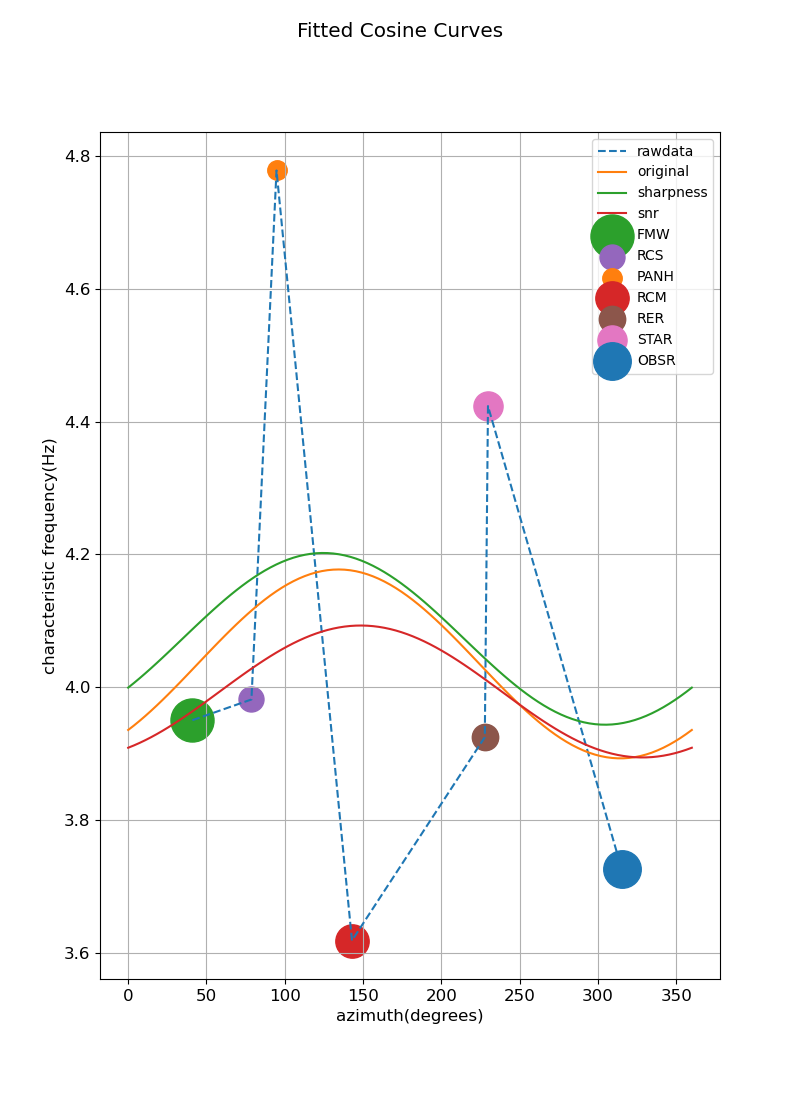 Fitted Cosine Curves
4.8
4.6
4.4
4.2
4.0
3.8
3.6
characteristic frequency(Hz)
rawdata
original
sharpness
snr
FMW
RCS
PANH
RCM
RER
STAR
OBSR
0 50 100 150 200 250 300 350
azimuth(degrees)